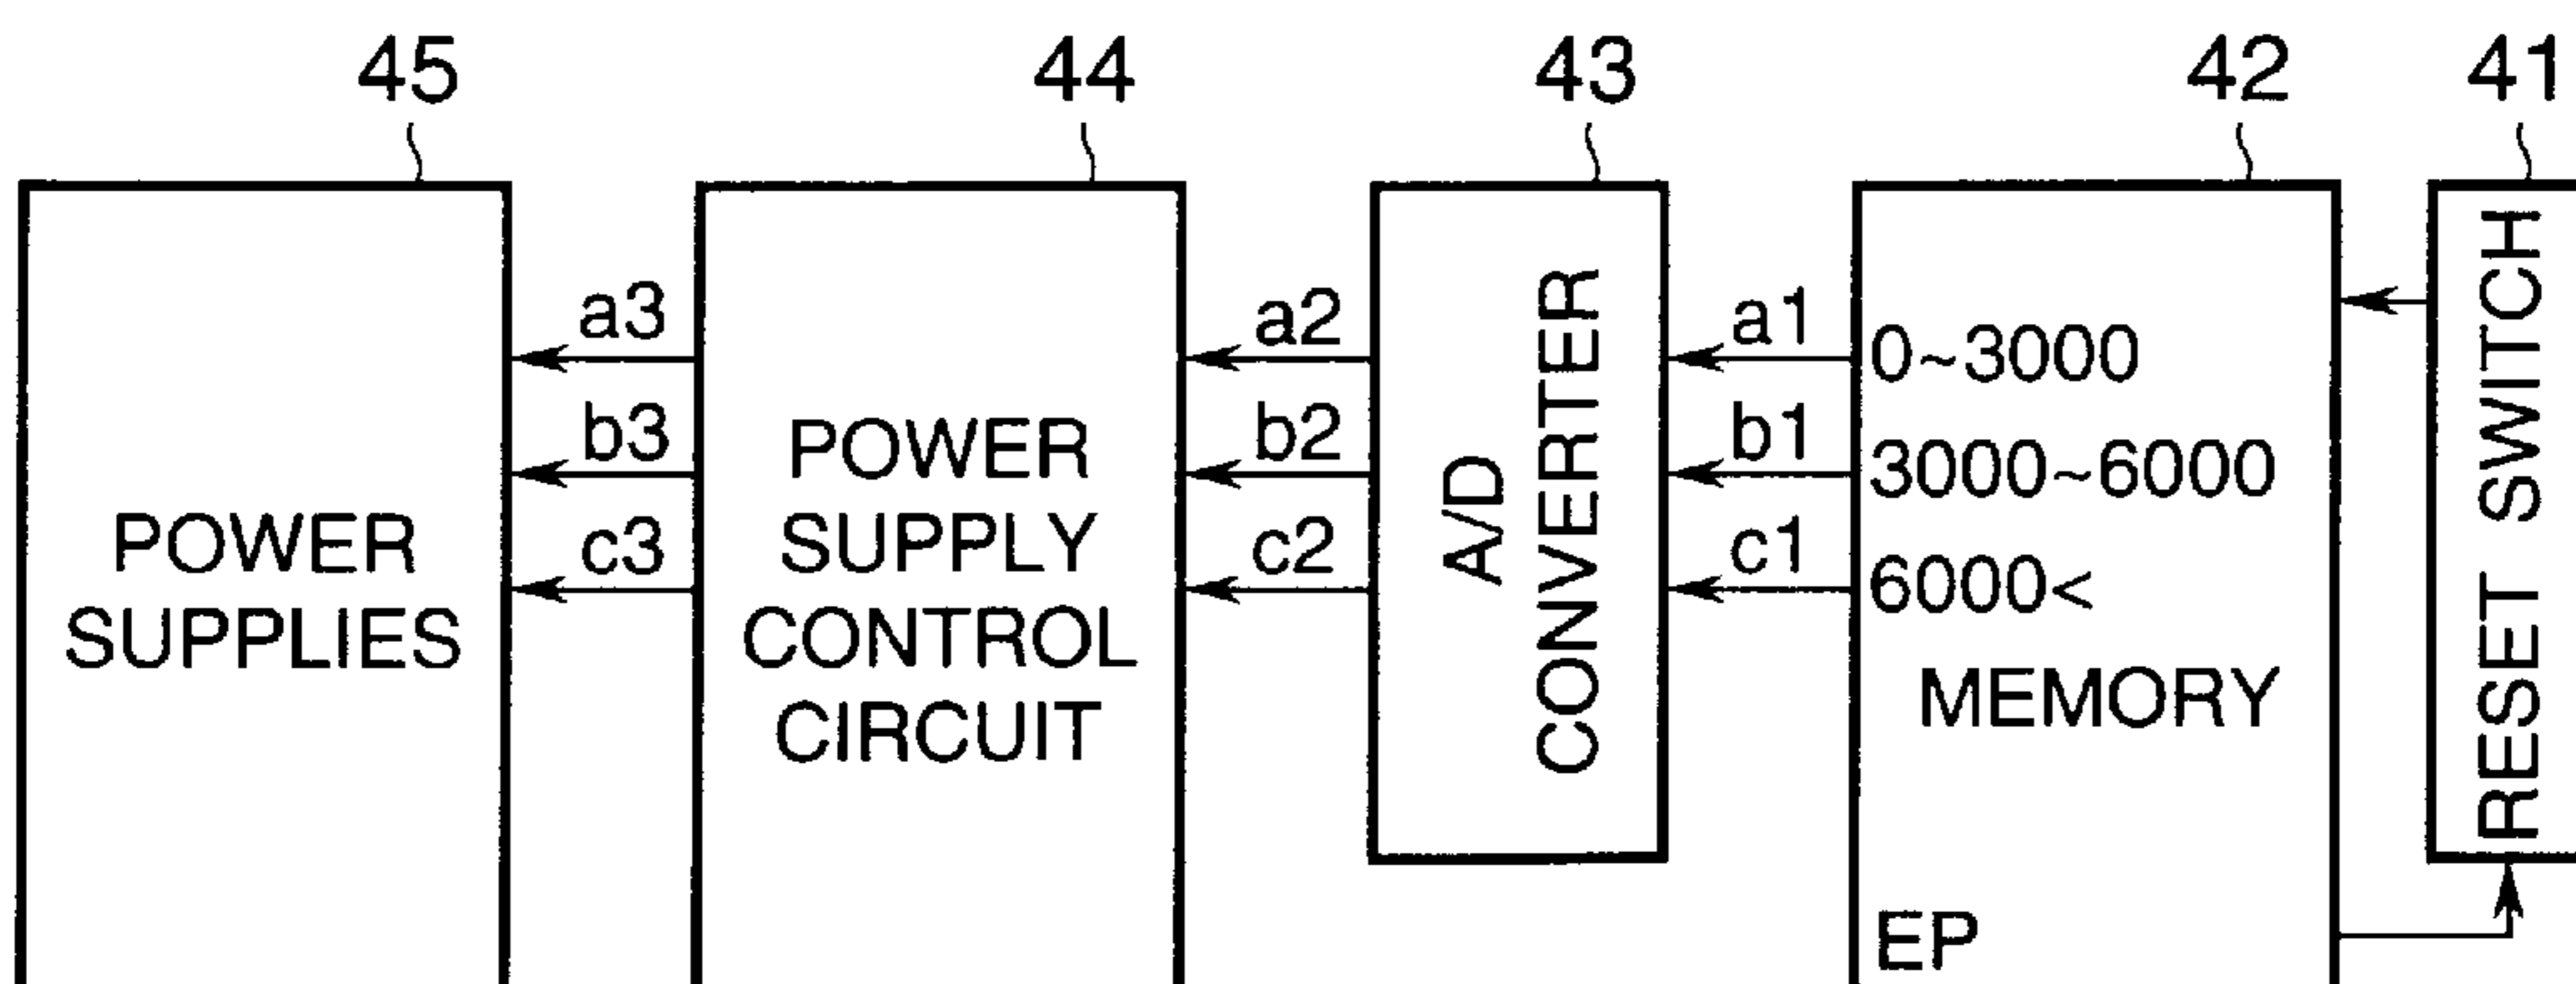 45
44
43
42
41
POWER
SUPPLIES
a3
b3
c3
POWER
SUPPLY
CONTROL
CIRCUIT
a2
b2
c2
A/D
CONVERTER
a1
b1
c1
0~3000
3000~6000
6000<
MEMORY
EP
RESET SWITCH